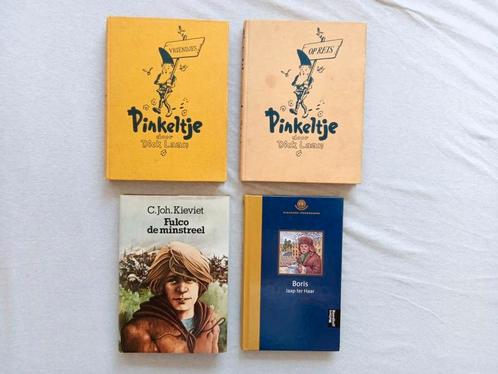 VRIENDJES
Pinkeltje
door
Dick Laan
OP REIS
Pinkeltje
door
Dick Laan
C. Joh. Kieviet
Fulco
de minstreel
Boris
Jaap ter Haar